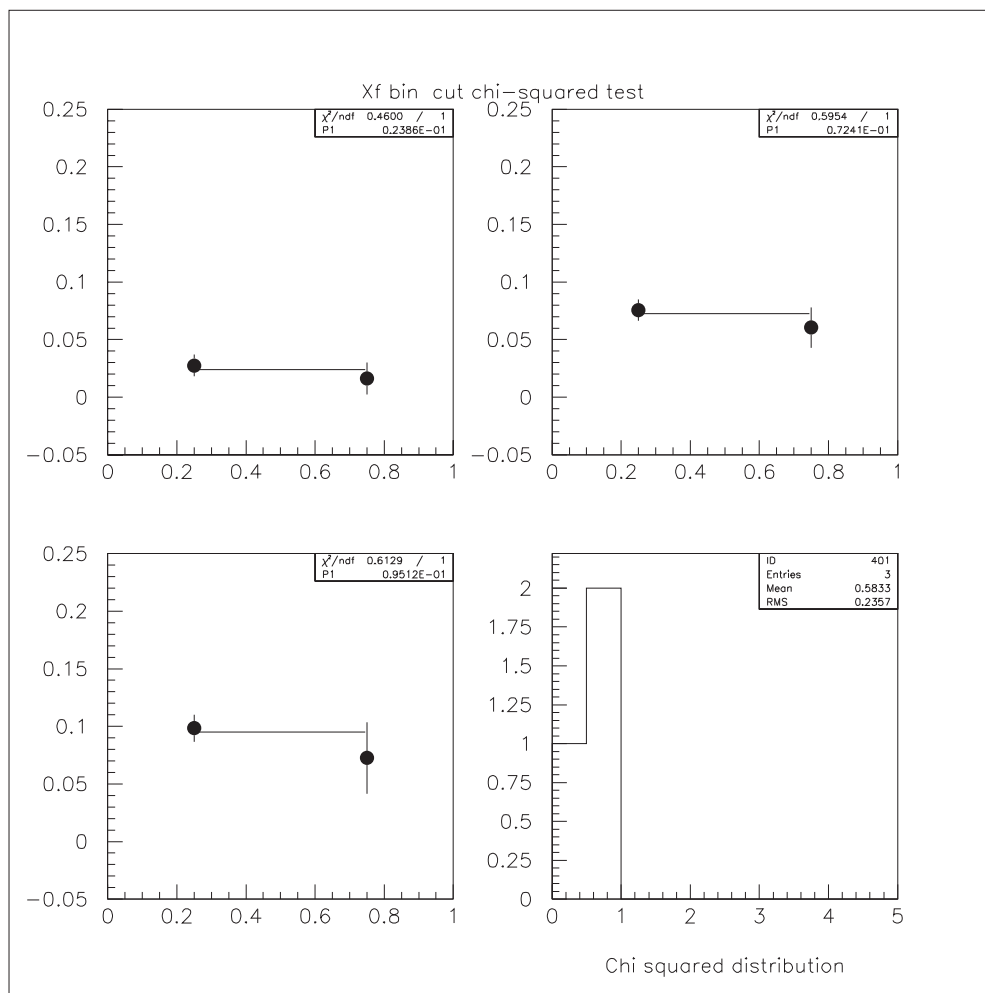 Xf bin cut chi-squared test
χ²/ndf 0.4600 / 1
P1 0.2386E-01
0.25
0.2
0.15
0.1
0.05
0
-0.05
0 0.2 0.4 0.6 0.8 1
χ²/ndf 0.5954 / 1
P1 0.7241E-01
0.25
0.2
0.15
0.1
0.05
0
-0.05
0 0.2 0.4 0.6 0.8 1
χ²/ndf 0.6129 / 1
P1 0.9512E-01
0.25
0.2
0.15
0.1
0.05
0
-0.05
0 0.2 0.4 0.6 0.8 1
ID 401
Entries 3
Mean 0.5833
RMS 0.2357
2
1.75
1.5
1.25
1
0.75
0.5
0.25
0
0 1 2 3 4 5
Chi squared distribution